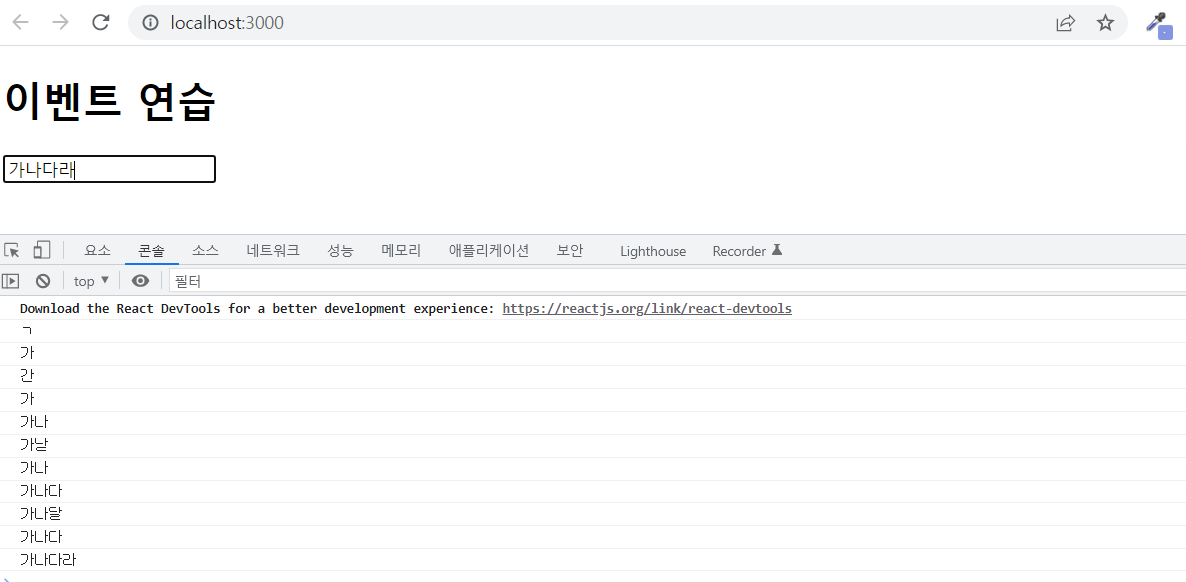 localhost:3000
이벤트 연습
가나다라
요소 콘솔 소스 네트워크 성능 메모리 애플리케이션 보안 Lighthouse Recorder
top ▼ 필터
Download the React DevTools for a better development experience: https://reactjs.org/link/react-devtools
ㄱ
가
간
가
가나
가낟
가나
가나다
가나달
가나다
가나다라